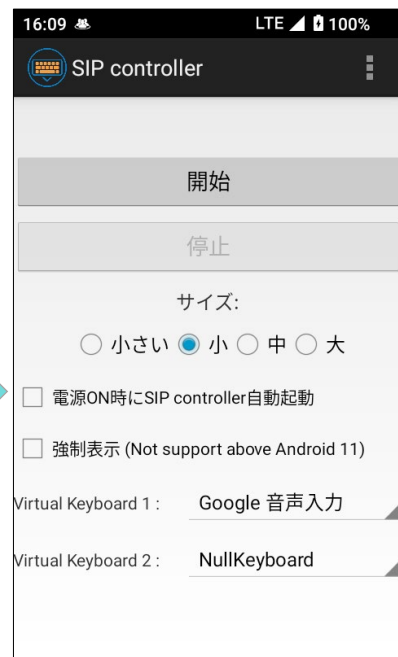 16:09 LTE 100%
SIP controller
開始
停止
サイズ:
小さい 小 中 大
電源ON時にSIP controller自動起動
強制表示 (Not support above Android 11)
Virtual Keyboard 1 : Google 音声入力
Virtual Keyboard 2 : NullKeyboard